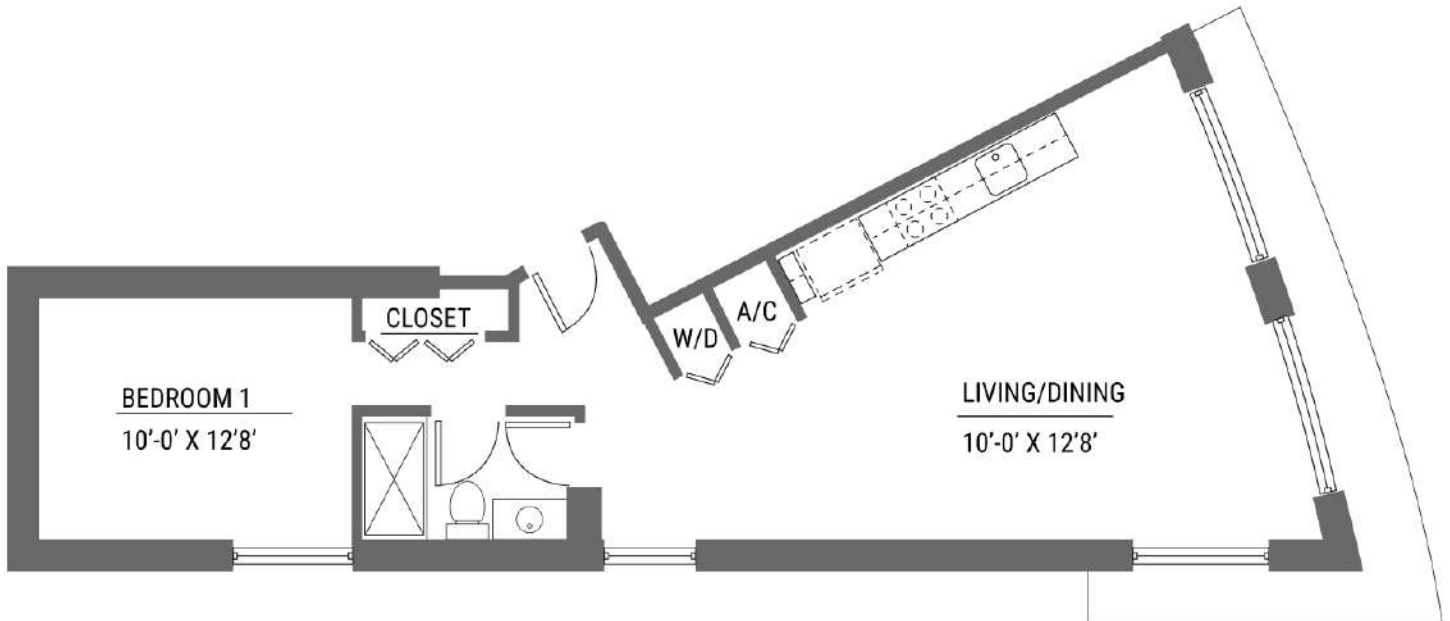 CLOSET
A/C
W/D
BEDROOM 1
10'-0' X 12'8'
LIVING/DINING
10'-0' X 12'8'